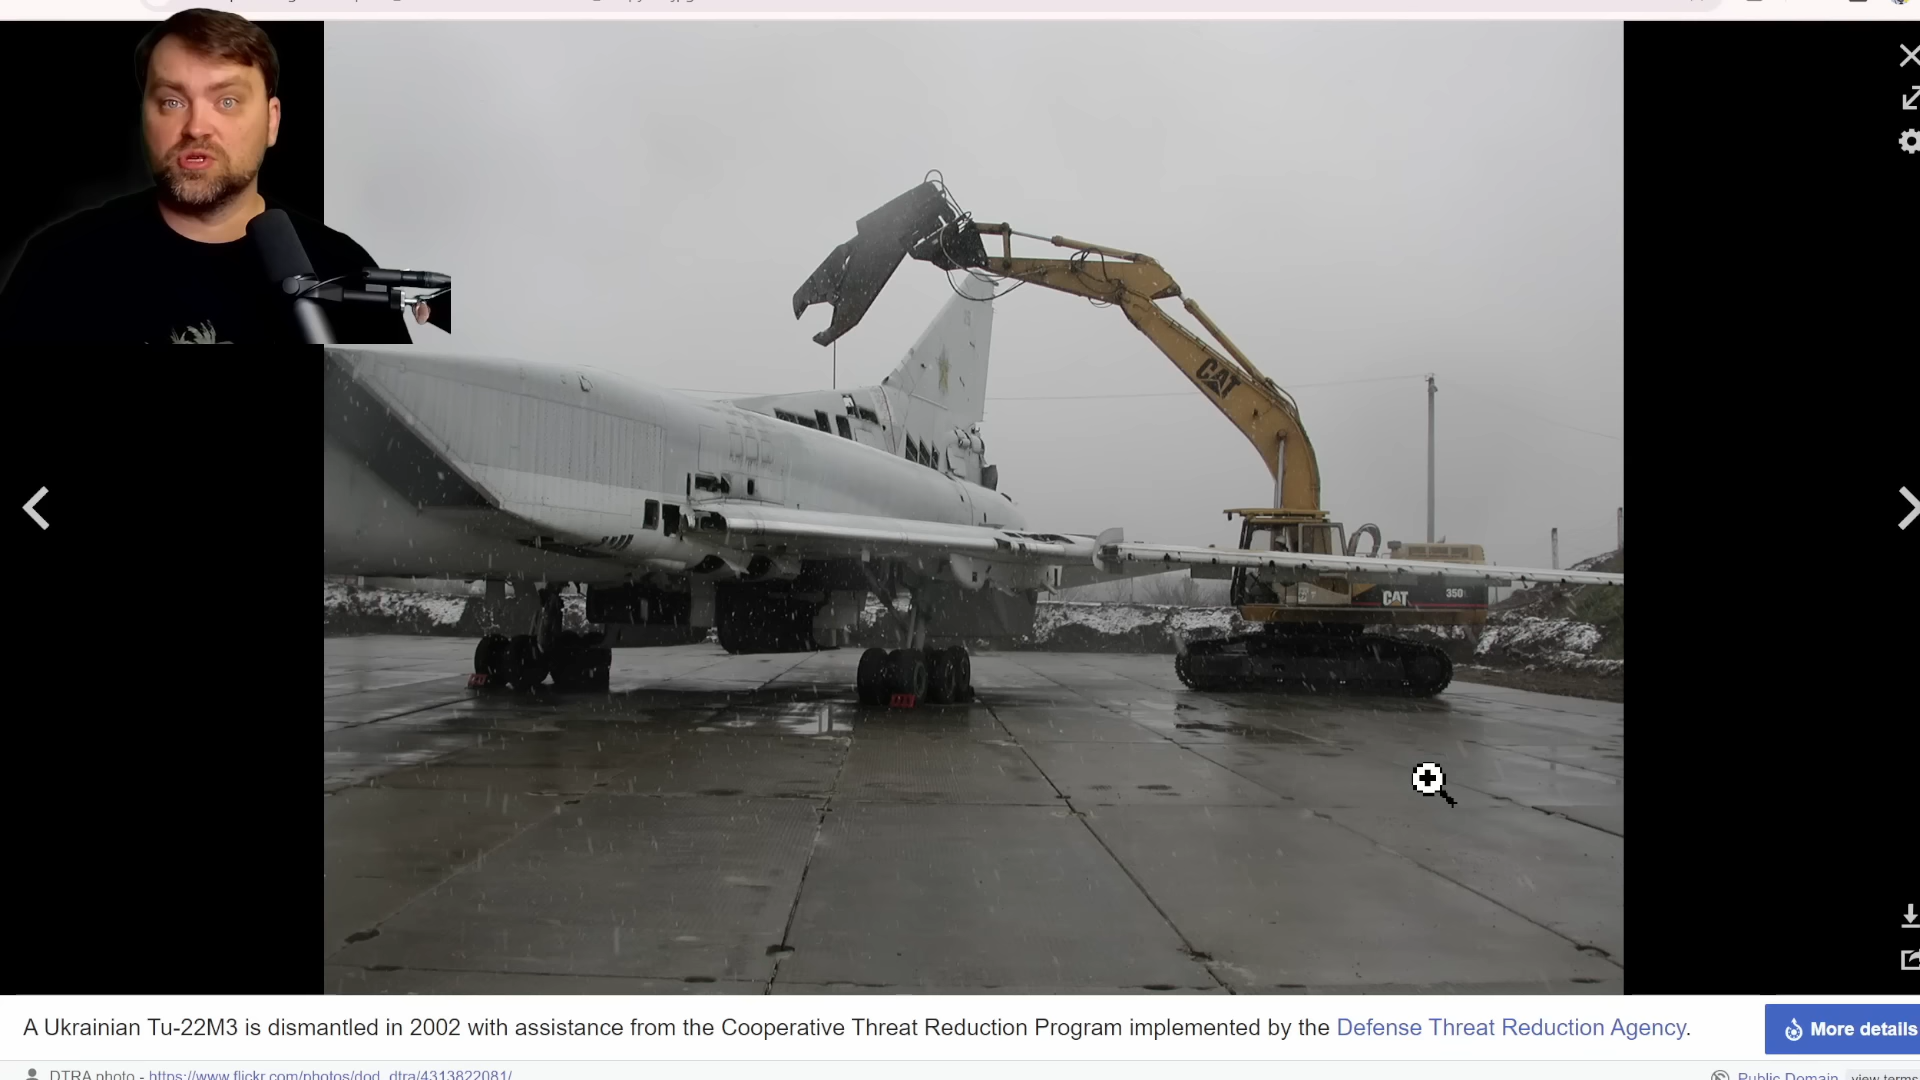 CAT
CAT
350
A Ukrainian Tu-22M3 is dismantled in 2002 with assistance from the Cooperative Threat Reduction Program implemented by the Defense Threat Reduction Agency.
More details
DTRA photo - https://www.flickr.com/photos/dod_dtra/4313822081/
Public Domain
view terms